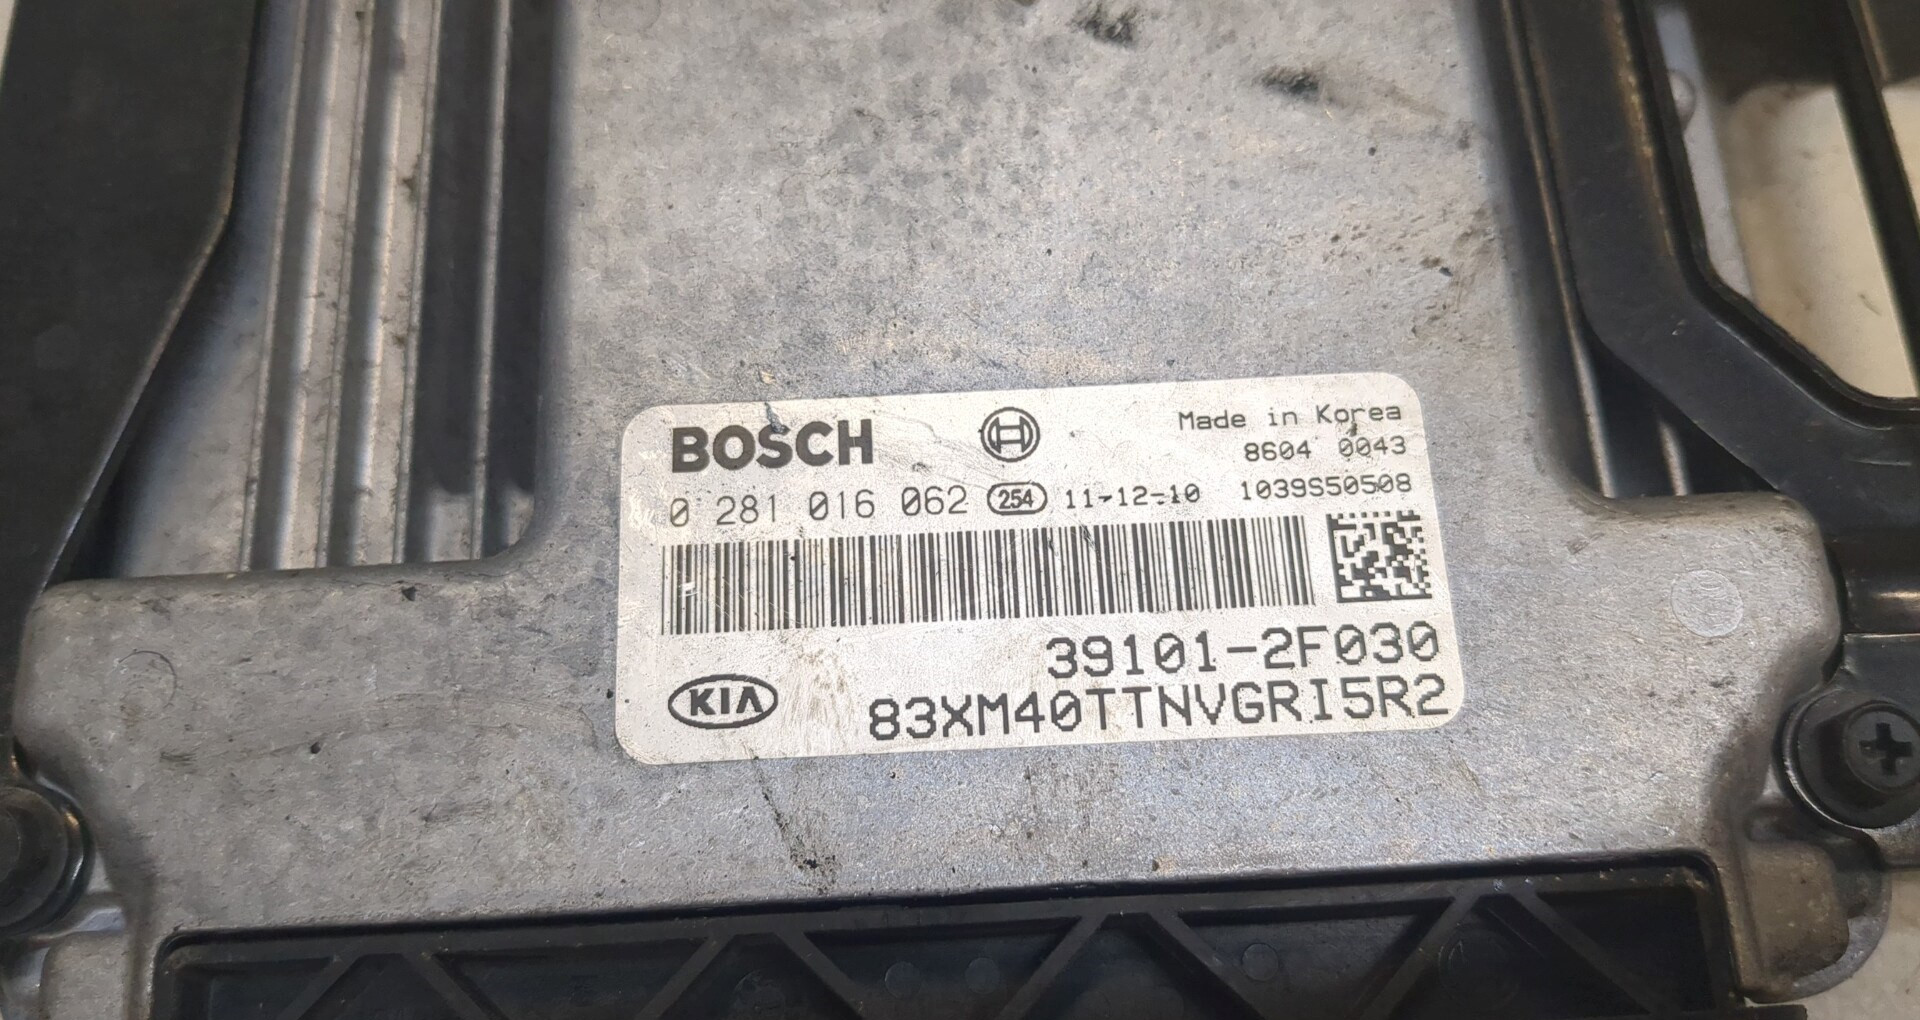 BOSCH
Made in Korea
8604 0043
0 281 016 062 254 11-12-10 1039S50508
39101-2F030
KIA
83XM40TTNVGRI5R2